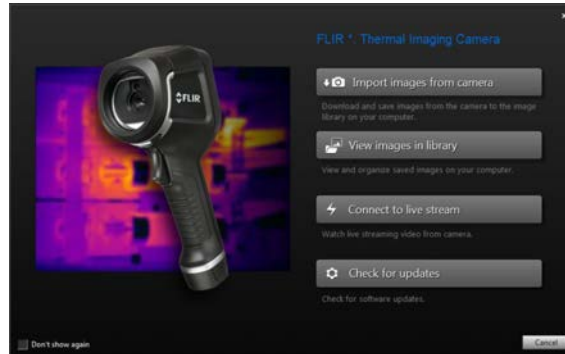 FLIR *. Thermal Imaging Camera
FLIR
Import images from camera
Download and save images from the camera to the image
library on your computer.
View images in library
View and organize saved images on your computer.
Connect to live stream
Watch live streaming video from camera.
Check for updates
Check for software updates.
Don't show again
Cancel